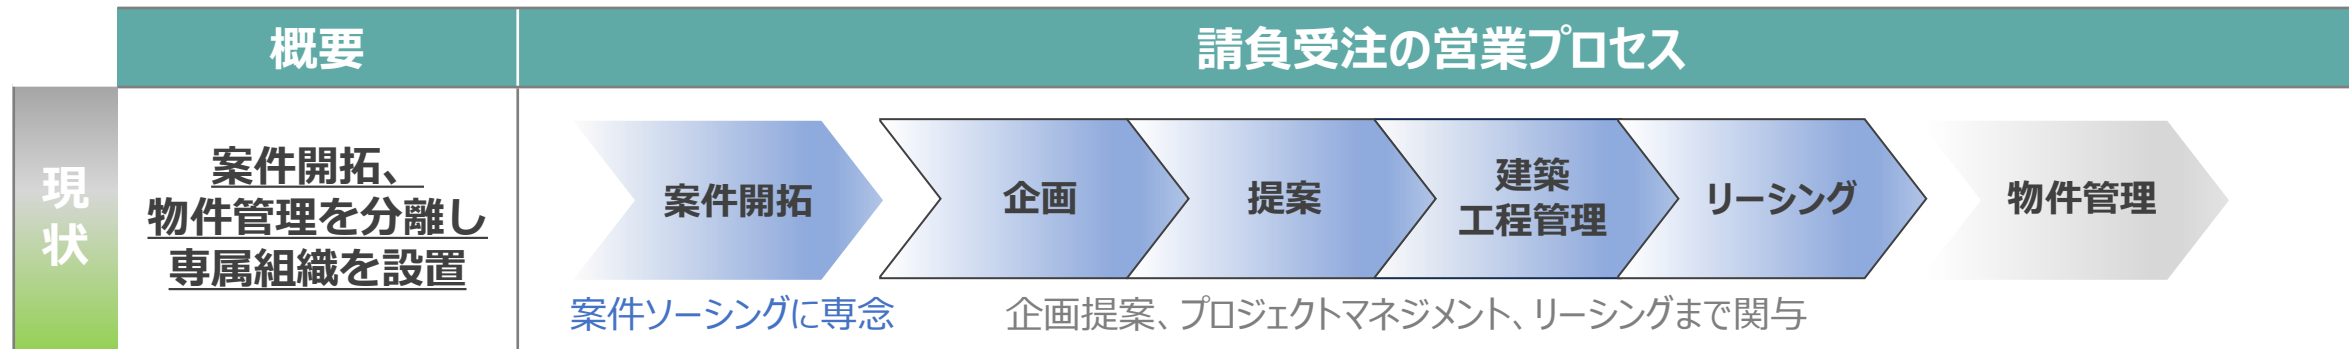 概要
請負受注の営業プロセス
現
状
案件開拓、
物件管理を分離し
専属組織を設置
案件開拓
企画
提案
建築
工程管理
リーシング
物件管理
案件ソーシングに専念
企画提案、プロジェクトマネジメント、リーシングまで関与